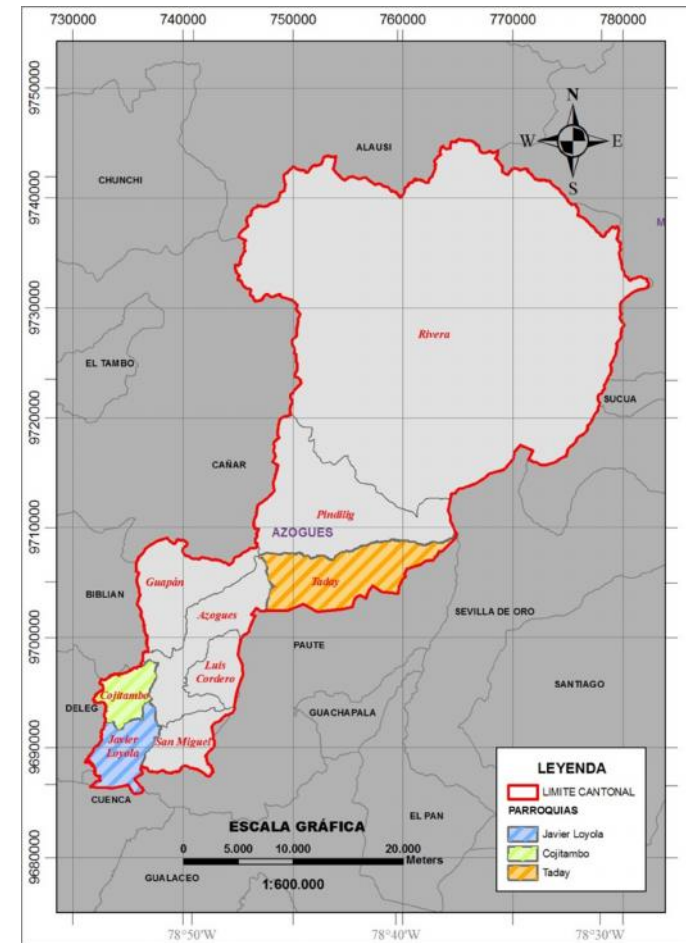 730000 740000 750000 760000 770000 780000
9750000
N
ALAUSI
W E
CHUNCHI
S
9740000
M
9730000
Rivera
EL TAMBO
SUCUA
9720000
CAÑAR
Pindilig
9710000
AZOGUES
Guapán
Taday
BIBLIAN
Azogues
SEVILLA DE ORO
9700000
PAUTE
Luis
Cordero
SANTIAGO
Cojitambo
DELEG
GUACHAPALA
Javier
Loyola
San Miguel
9690000
LEYENDA
LIMITE CANTONAL
CUENCA
PARROQUIAS
EL PAN
ESCALA GRÁFICA
Javier Loyola
0 5.000 10.000 20.000
Meters
Cojitambo
9680000
GUALACEO
1:600.000
Taday
78°50'W 78°40'W 78°30'W